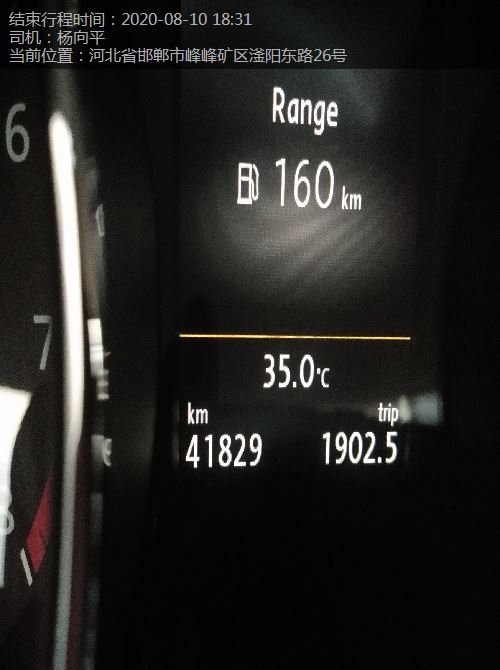 结束行程时间：2020-08-10 18:31
司机：杨向平
当前位置：河北省邯郸市峰峰矿区滏阳东路26号
6
Range
160 km
7
35.0°C
km trip
41829 1902.5